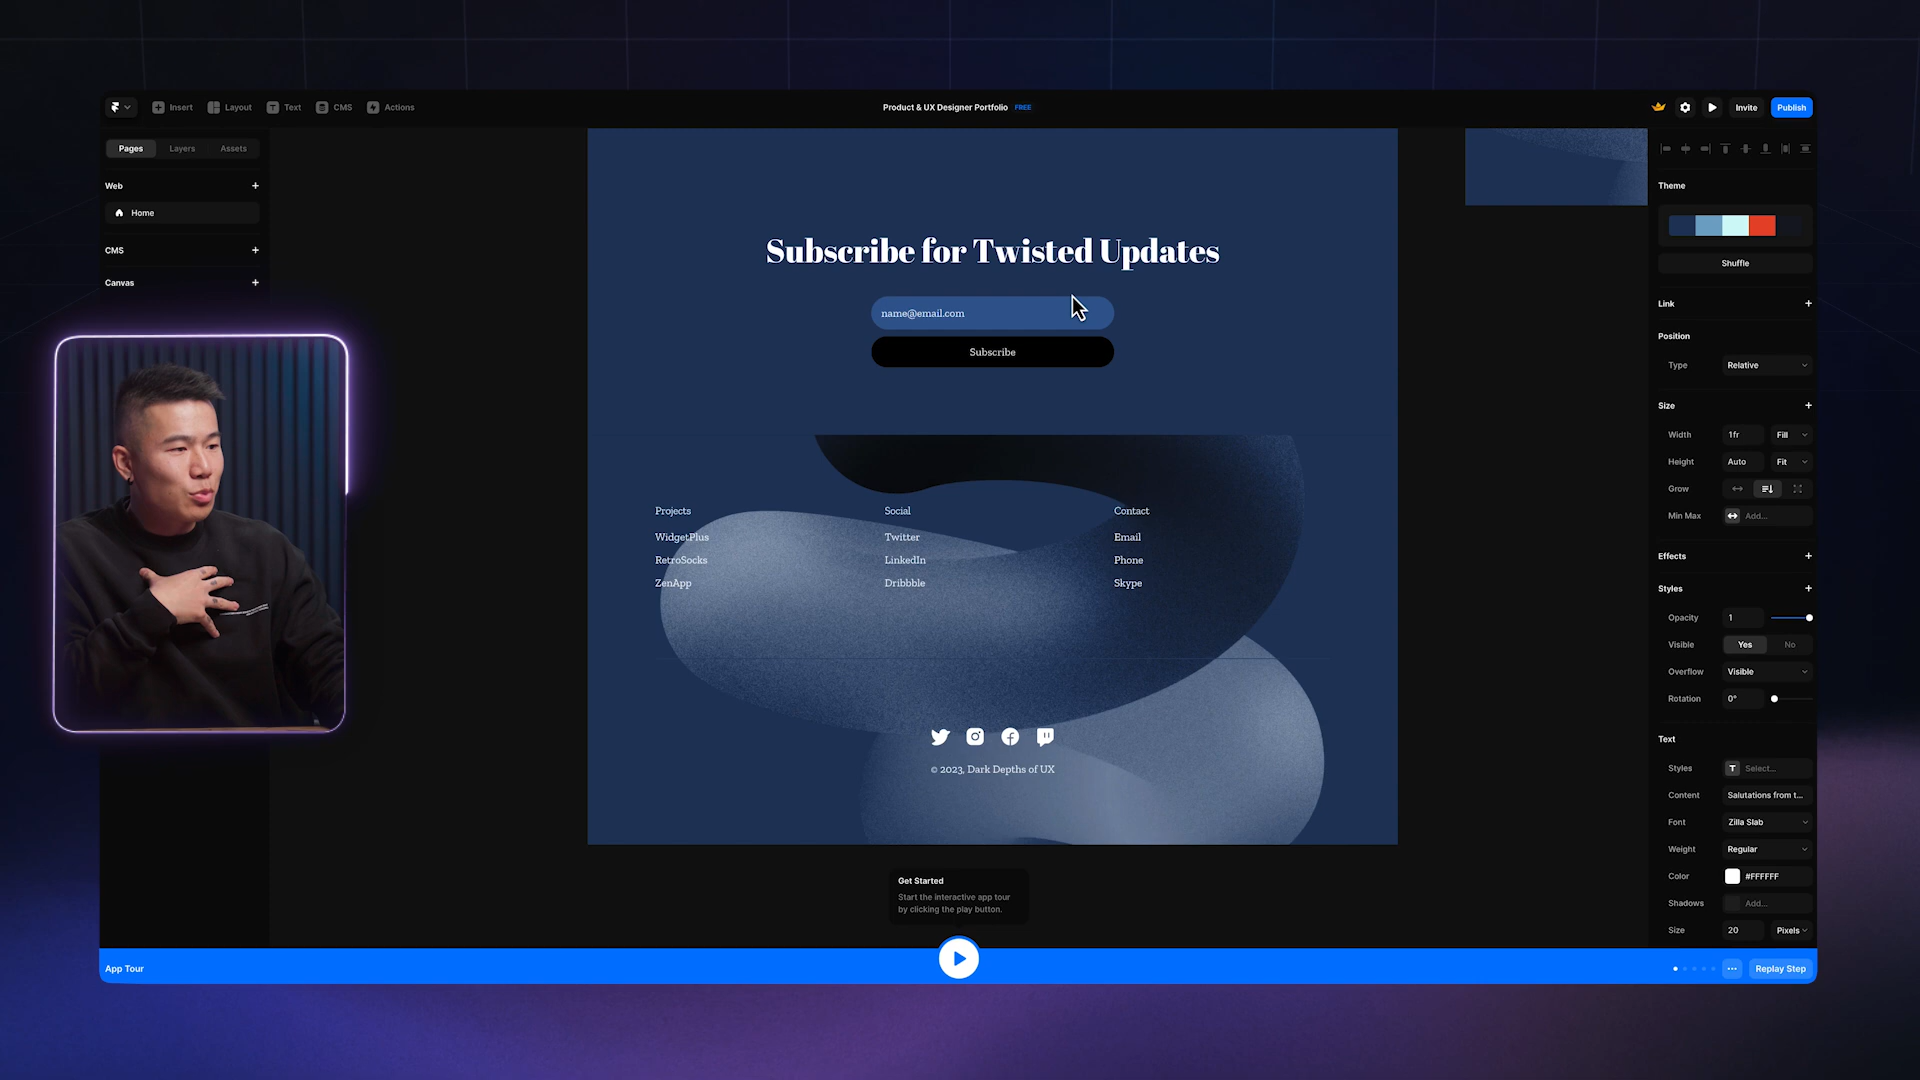 Insert Layout Text CMS Actions
Product & UX Designer Portfolio FREE
Invite Publish
Pages Layers Assets
Web
Home
CMS
Canvas
Subscribe for Twisted Updates
name@email.com
Subscribe
Projects
WidgetPlus
RetroSocks
ZenApp
Social
Twitter
LinkedIn
Dribbble
Contact
Email
Phone
Skype
© 2023, Dark Depths of UX
Get Started
Start the interactive app tour
by clicking the play button.
Theme
Shuffle
Link
Position
Type Relative
Size
Width 1fr Fill
Height Auto Fit
Grow
Min Max Add...
Effects
Styles
Opacity 1
Visible Yes No
Overflow Visible
Rotation 0°
Text
Styles T Select...
Content Salutations from t...
Font Zilla Slab
Weight Regular
Color #FFFFFF
Shadows Add...
Size 20 Pixels
App Tour
Replay Step